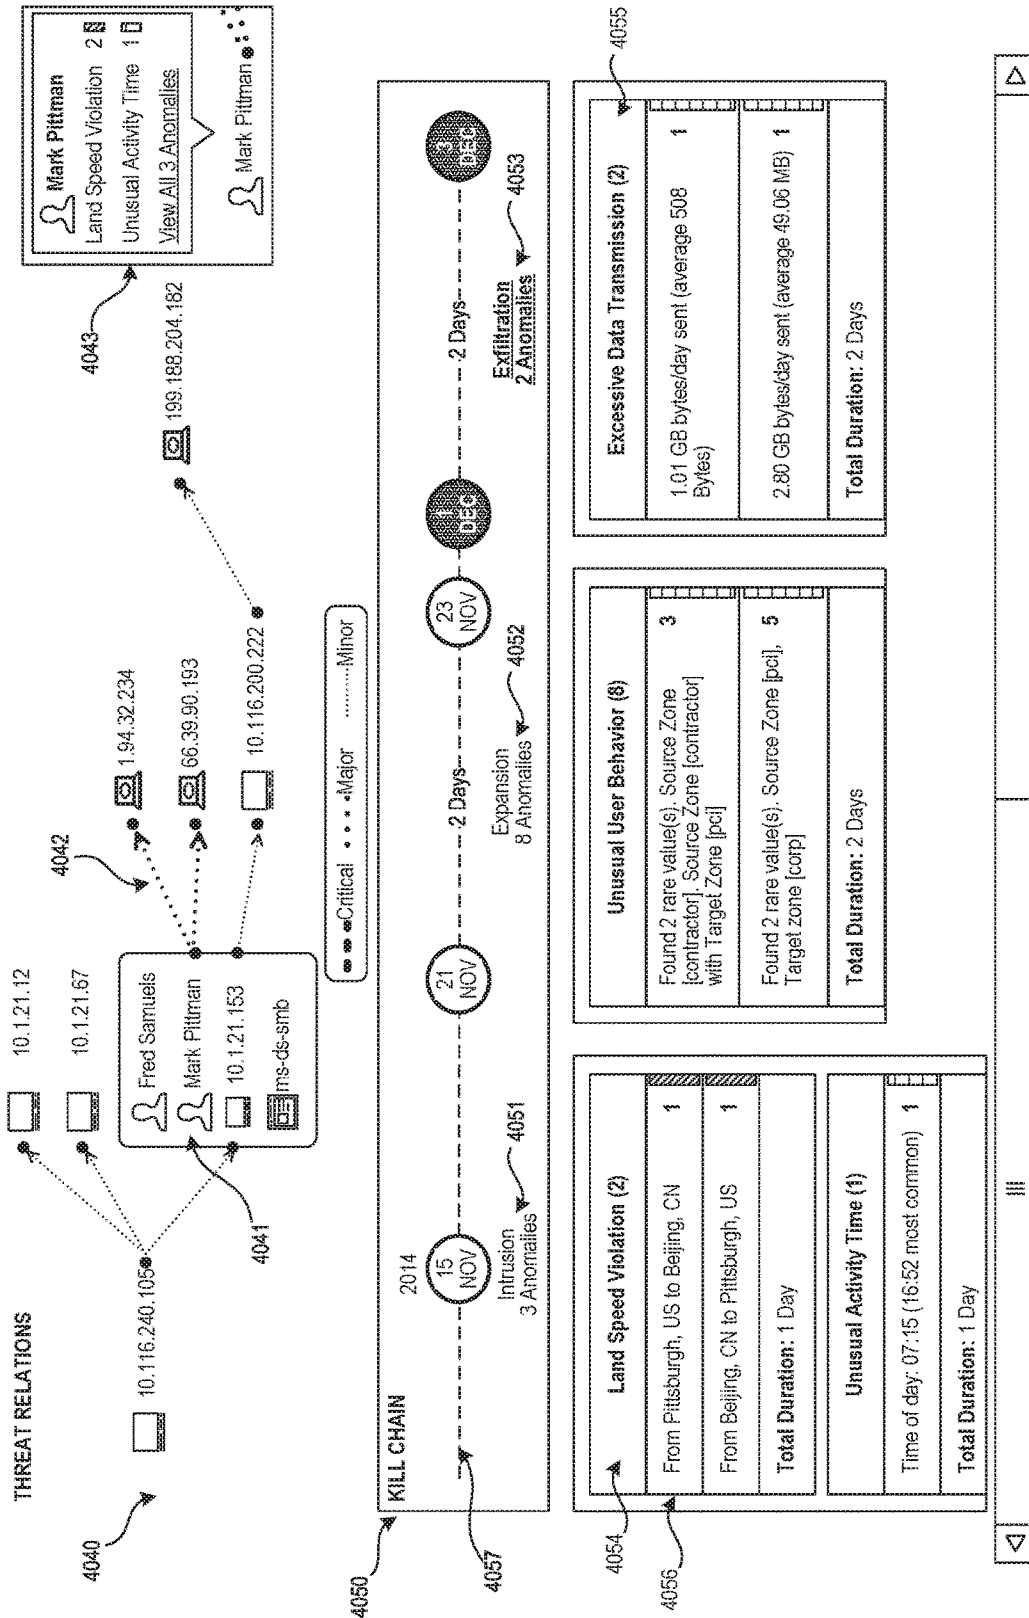 THREAT RELATIONS
4040
10.116.240.105
10.1.21.12
10.1.21.67
Fred Samuels
Mark Pittman
10.1.21.153
ms-ds-smb
4041
4042
1.94.32.234
66.39.90.193
10.116.200.222
199.188.204.182
4043
Mark Pittman
Land Speed Violation 2
Unusual Activity Time 1
View All 3 Anomalies
Mark Pittman
Critical Major Minor
4050
KILL CHAIN
2014
4057
15 NOV
21 NOV
2 Days
23 NOV
1 DEC
2 Days
3 DEC
Intrusion
3 Anomalies
4051
Expansion
8 Anomalies
4052
Exfiltration
2 Anomalies
4053
4054
4056
Land Speed Violation (2)
From Pittsburgh, US to Beijing, CN 1
From Beijing, CN to Pittsburgh, US 1
Total Duration: 1 Day
Unusual Activity Time (1)
Time of day: 07:15 (16:52 most common) 1
Total Duration: 1 Day
Unusual User Behavior (8)
Found 2 rare value(s). Source Zone 3
[contractor]. Source Zone [contractor]
with Target Zone [pci]
Found 2 rare value(s). Source Zone [pci], 5
Target zone [corp]
Total Duration: 2 Days
4055
Excessive Data Transmission (2)
1.01 GB bytes/day sent (average 508 1
Bytes)
2.80 GB bytes/day sent (average 49.06 MB) 1
Total Duration: 2 Days